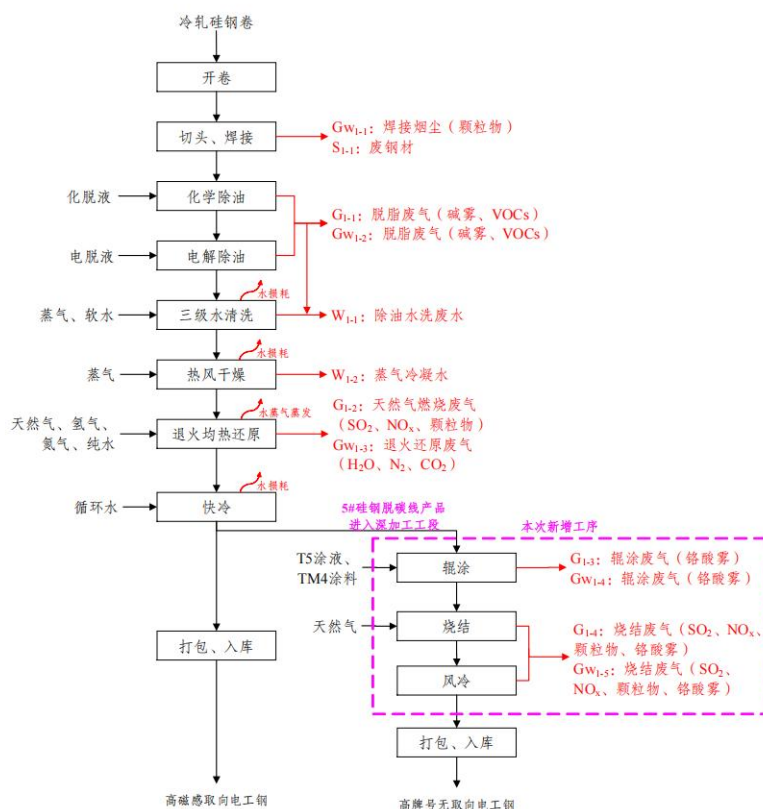 冷轧硅钢卷
开卷
切头、焊接
Gw₁₋₁：焊接烟尘（颗粒物）
S₁₋₁：废钢材
化脱液
化学除油
G₁₋₁：脱脂废气（碱雾、VOCs）
Gw₁₋₂：脱脂废气（碱雾、VOCs）
电脱液
电解除油
水损耗
蒸气、软水
三级水清洗
W₁₋₁：除油水洗废水
水损耗
蒸气
热风干燥
W₁₋₂：蒸气冷凝水
水蒸气蒸发
天然气、氢气、
氮气、纯水
退火均热还原
G₁₋₂：天然气燃烧废气
（SO₂、NOₓ、颗粒物）
Gw₁₋₃：退火还原废气
（H₂O、N₂、CO₂）
水损耗
循环水
快冷
5#硅钢脱碳线产品
进入深加工工段
本次新增工序
T5涂液、
TM4涂料
辊涂
G₁₋₃：辊涂废气（铬酸雾）
Gw₁₋₄：辊涂废气（铬酸雾）
天然气
烧结
G₁₋₄：烧结废气（SO₂、NOₓ、
颗粒物、铬酸雾）
Gw₁₋₅：烧结废气（SO₂、
NOₓ、颗粒物、铬酸雾）
风冷
打包、入库
打包、入库
高磁感取向电工钢
高牌号无取向电工钢